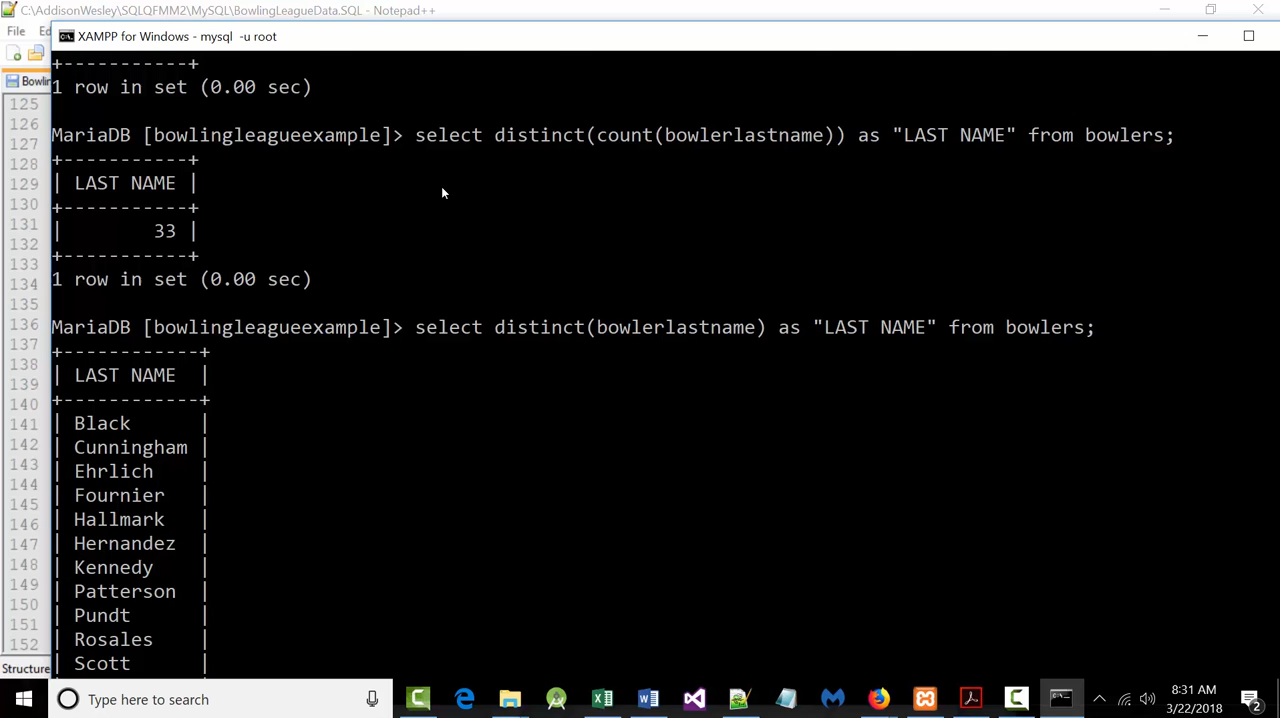 C:\AddisonWesley\SQLQFMM2\MySQL\BowlingLeagueData.SQL - Notepad++
File
XAMPP for Windows - mysql  -u root
+-----------+
1 row in set (0.00 sec)
MariaDB [bowlingleagueexample]> select distinct(count(bowlerlastname)) as "LAST NAME" from bowlers;
+-----------+
| LAST NAME |
+-----------+
|        33 |
+-----------+
1 row in set (0.00 sec)
MariaDB [bowlingleagueexample]> select distinct(bowlerlastname) as "LAST NAME" from bowlers;
+------------+
| LAST NAME  |
+------------+
| Black      |
| Cunningham |
| Ehrlich    |
| Fournier   |
| Hallmark   |
| Hernandez  |
| Kennedy    |
| Patterson  |
| Pundt      |
| Rosales    |
| Scott      |
125
126
127
128
129
130
131
132
133
134
135
136
137
138
139
140
141
142
143
144
145
146
147
148
149
150
151
152
Structure
Type here to search
8:31 AM
3/22/2018
2